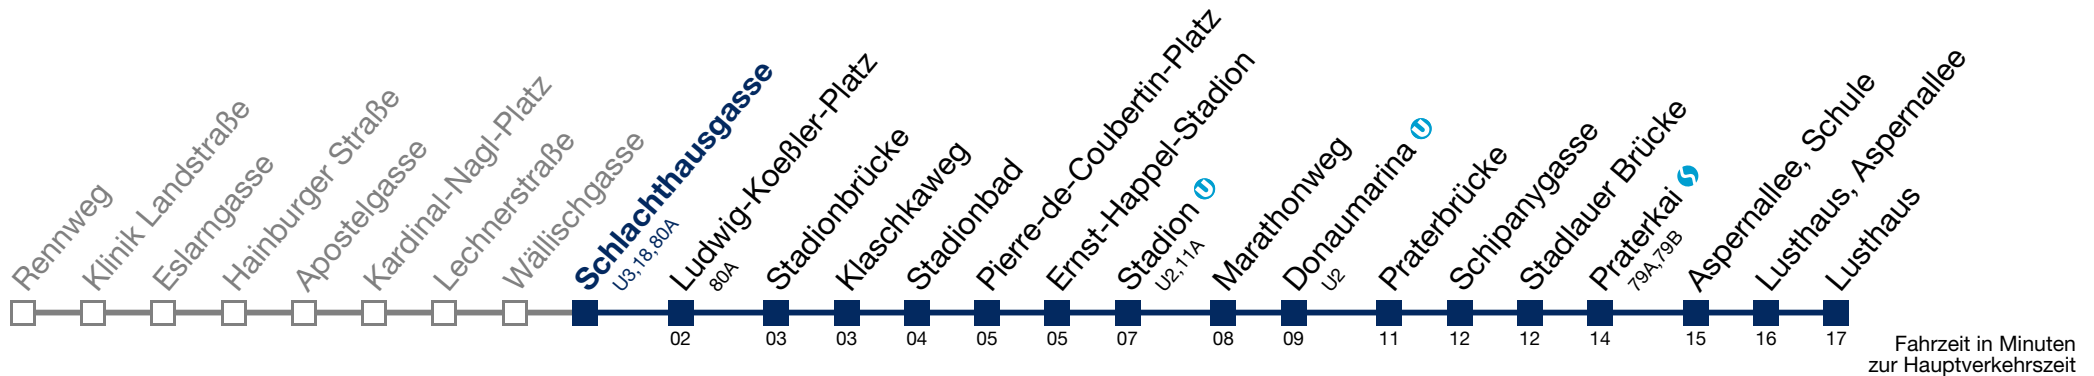 Rennweg
Klinik Landstraße
Eslarngasse
Hainburger Straße
Apostelgasse
Kardinal-Nagl-Platz
Lechnerstraße
Wällischgasse
Schlachthausgasse
U3,18,80A
Ludwig-Koeßler-Platz
80A
Stadionbrücke
Klaschkaweg
Stadionbad
Pierre-de-Coubertin-Platz
Ernst-Happel-Stadion
Stadion U
U2,11A
Marathonweg
Donaumarina U
U2
Praterbrücke
Schipanygasse
Stadlauer Brücke
Praterkai S
79A,79B
Aspernallee, Schule
Lusthaus, Aspernallee
Lusthaus
02 03 03 04 05 05 07 08 09 11 12 12 14 15 16 17
Fahrzeit in Minuten
zur Hauptverkehrszeit